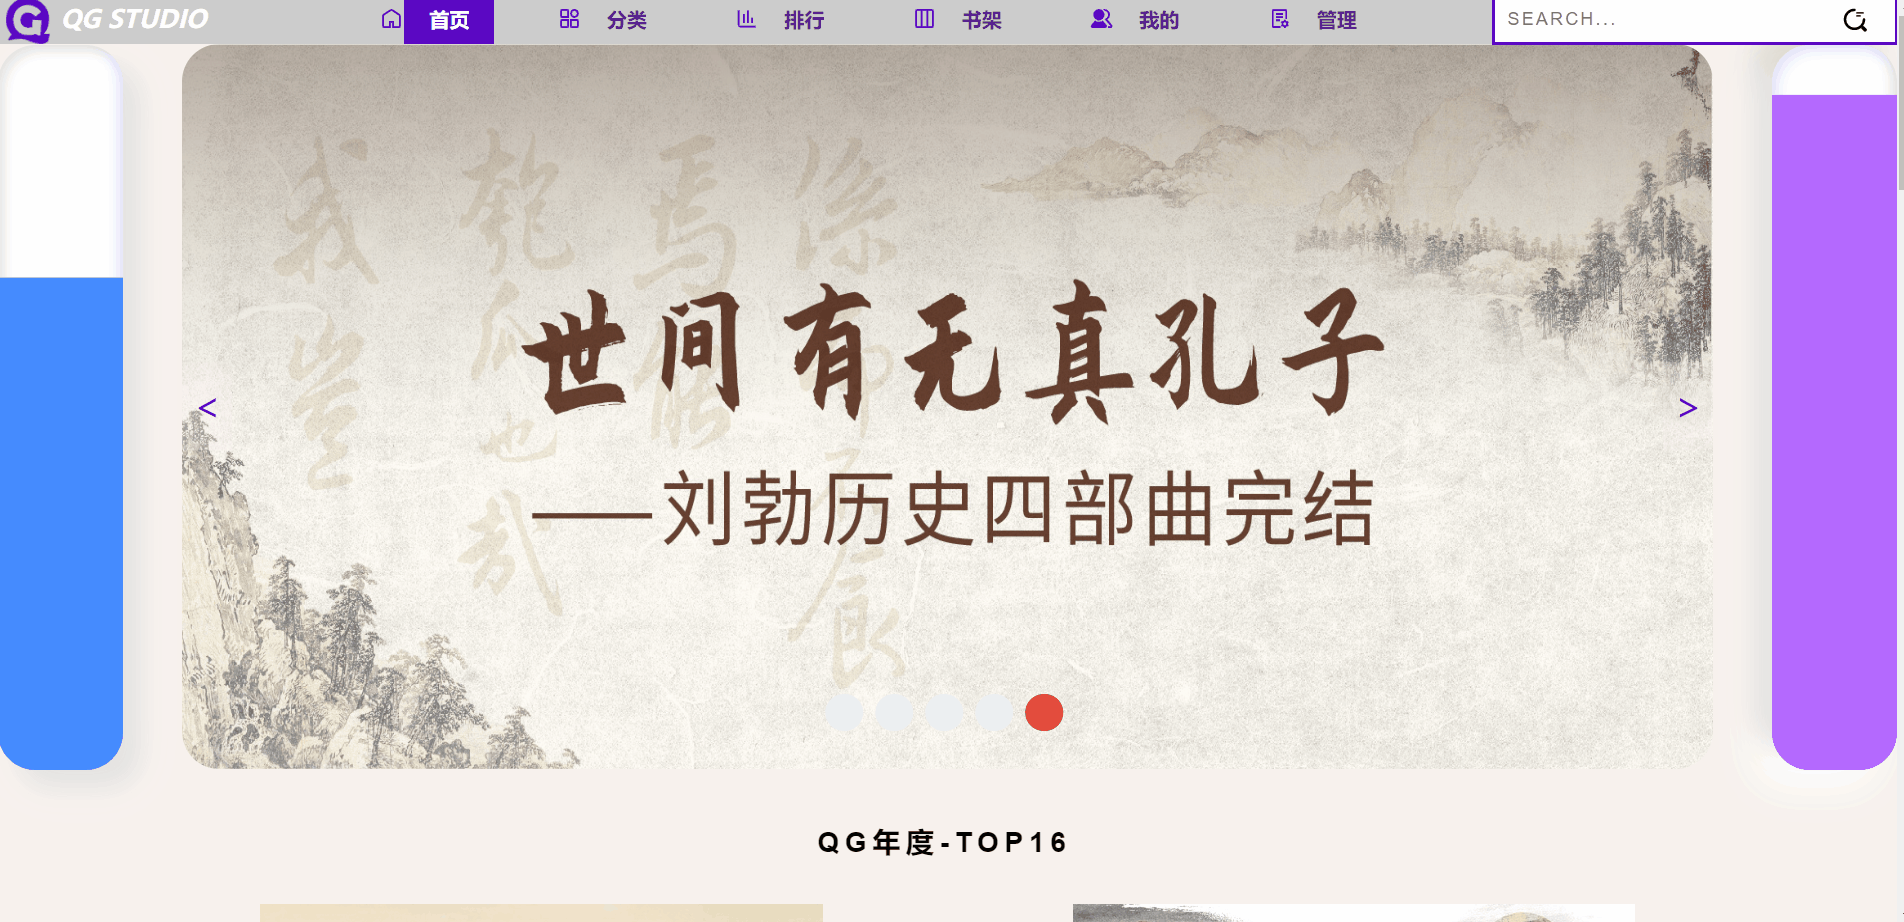 QG STUDIO
首页
分类
排行
书架
我的
管理
SEARCH...
世间有无真孔子
——刘勃历史四部曲完结
<
>
QG年度-TOP16